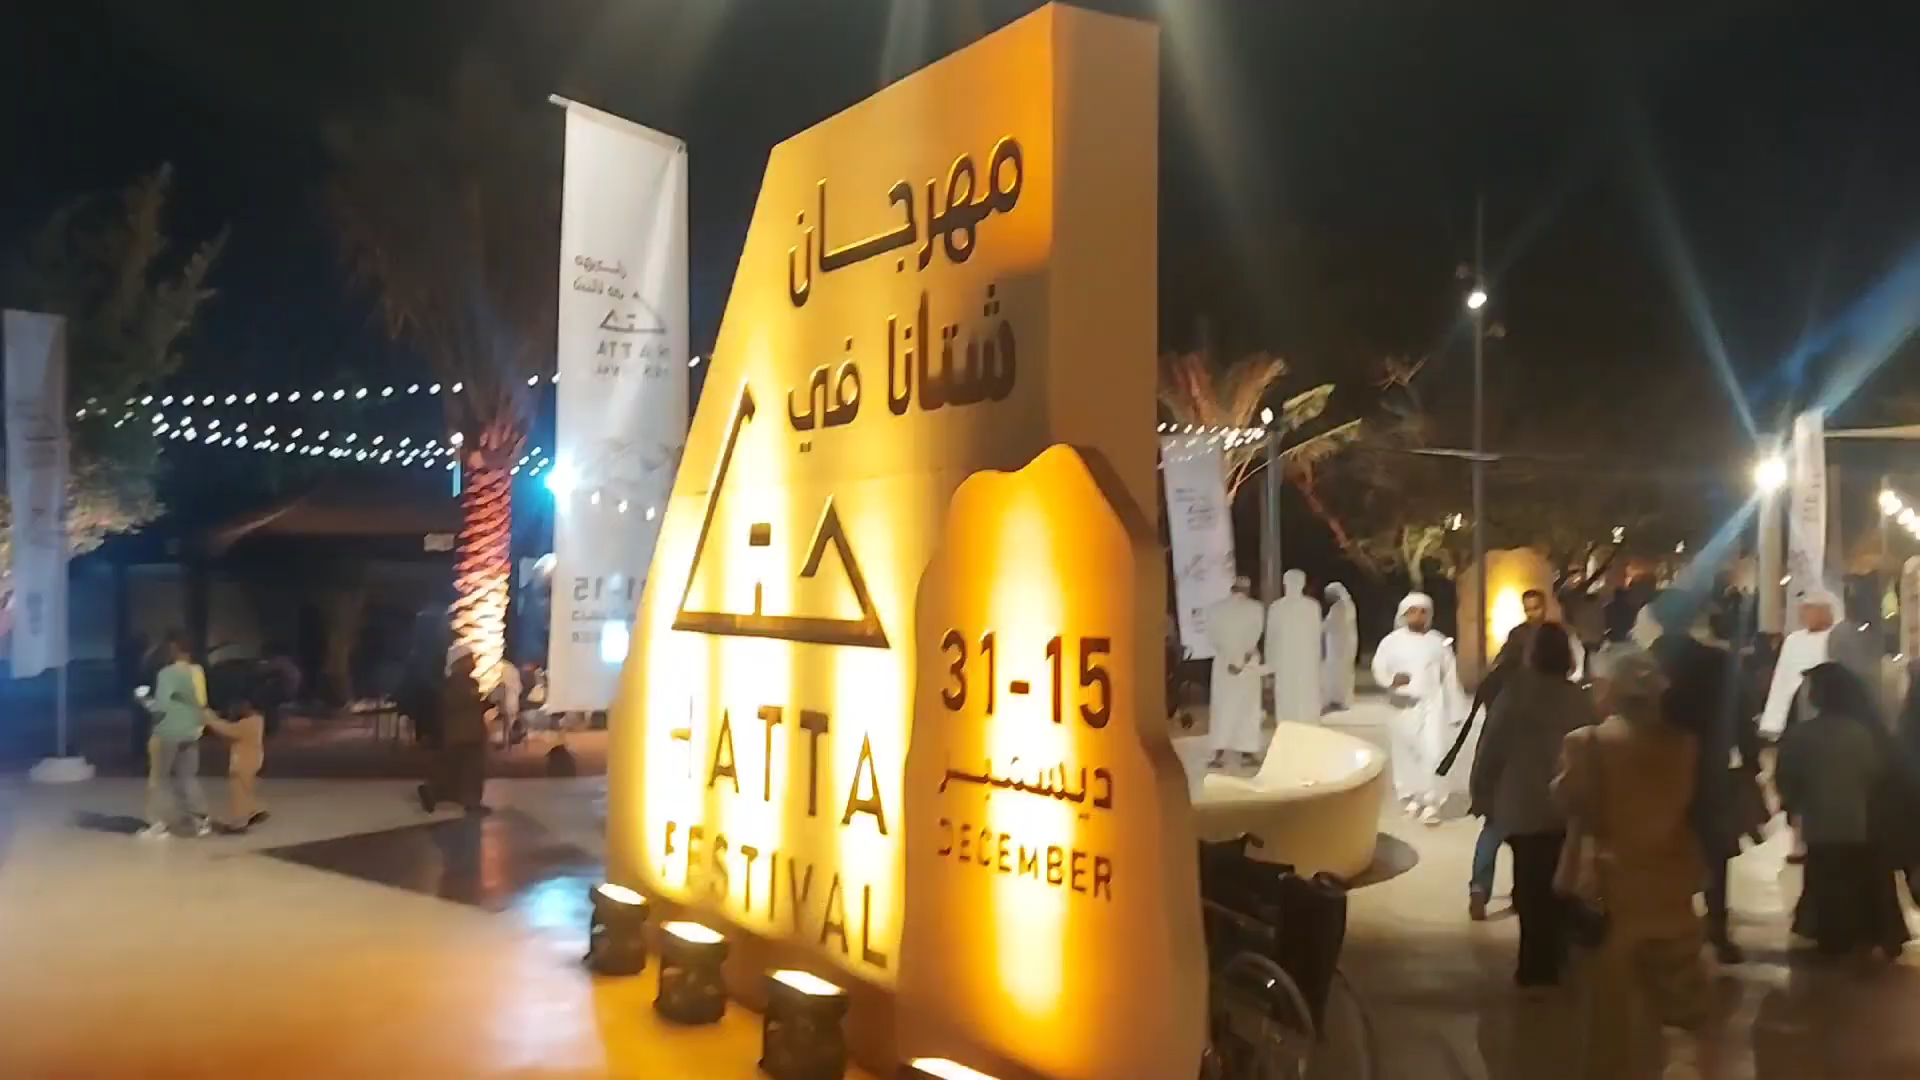 مهرجان
شتانا في
حتا
HATTA
FESTIVAL
31-15
ديسمبر
DECEMBER